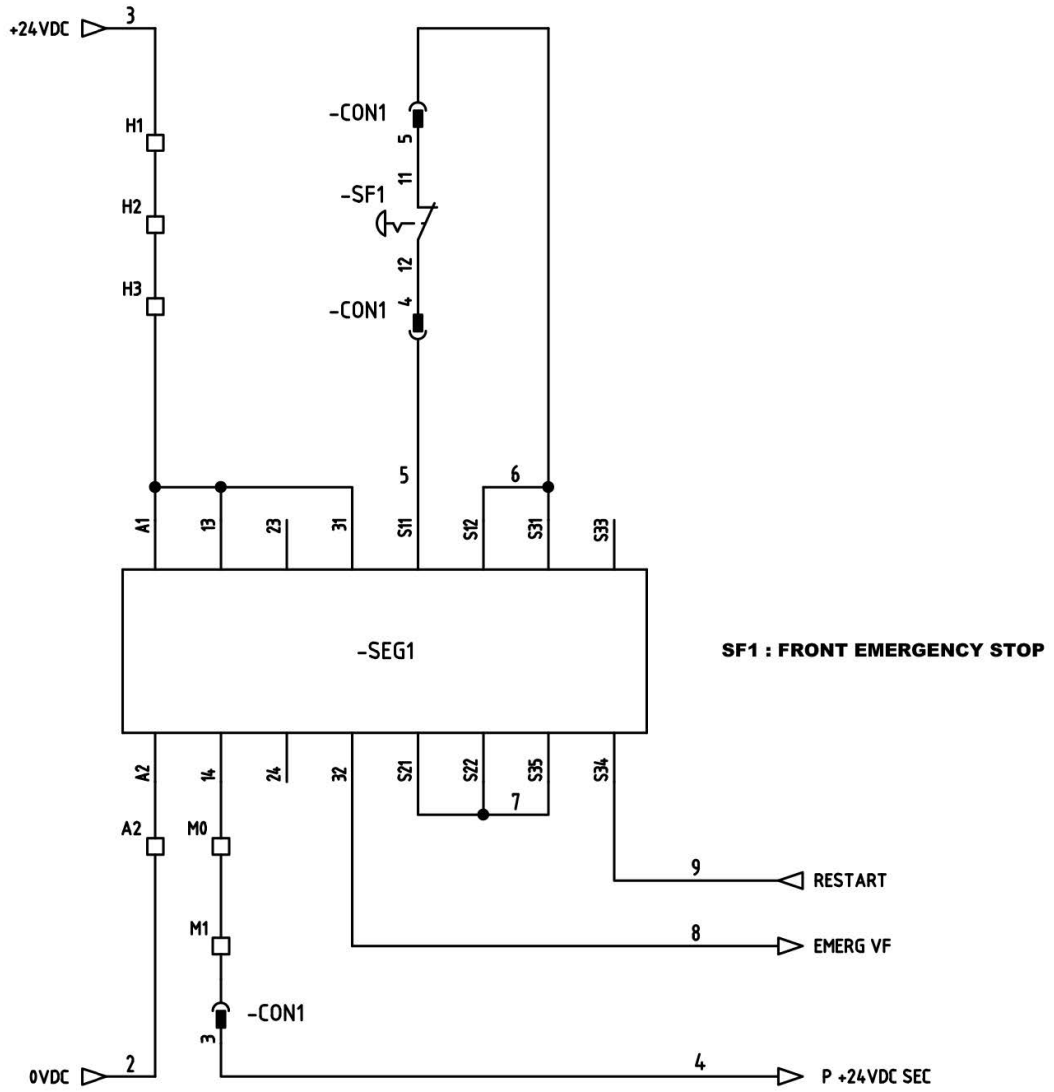 +24VDC
3
H1
H2
H3
-CON1
5
11
-SF1
12
4
-CON1
5
6
A1
13
23
31
S11
S12
S31
S33
-SEG1
SF1 : FRONT EMERGENCY STOP
A2
14
24
32
S21
S22
S35
S34
7
A2
M0
9
RESTART
M1
8
EMERG VF
-CON1
3
0VDC
2
4
P +24VDC SEC